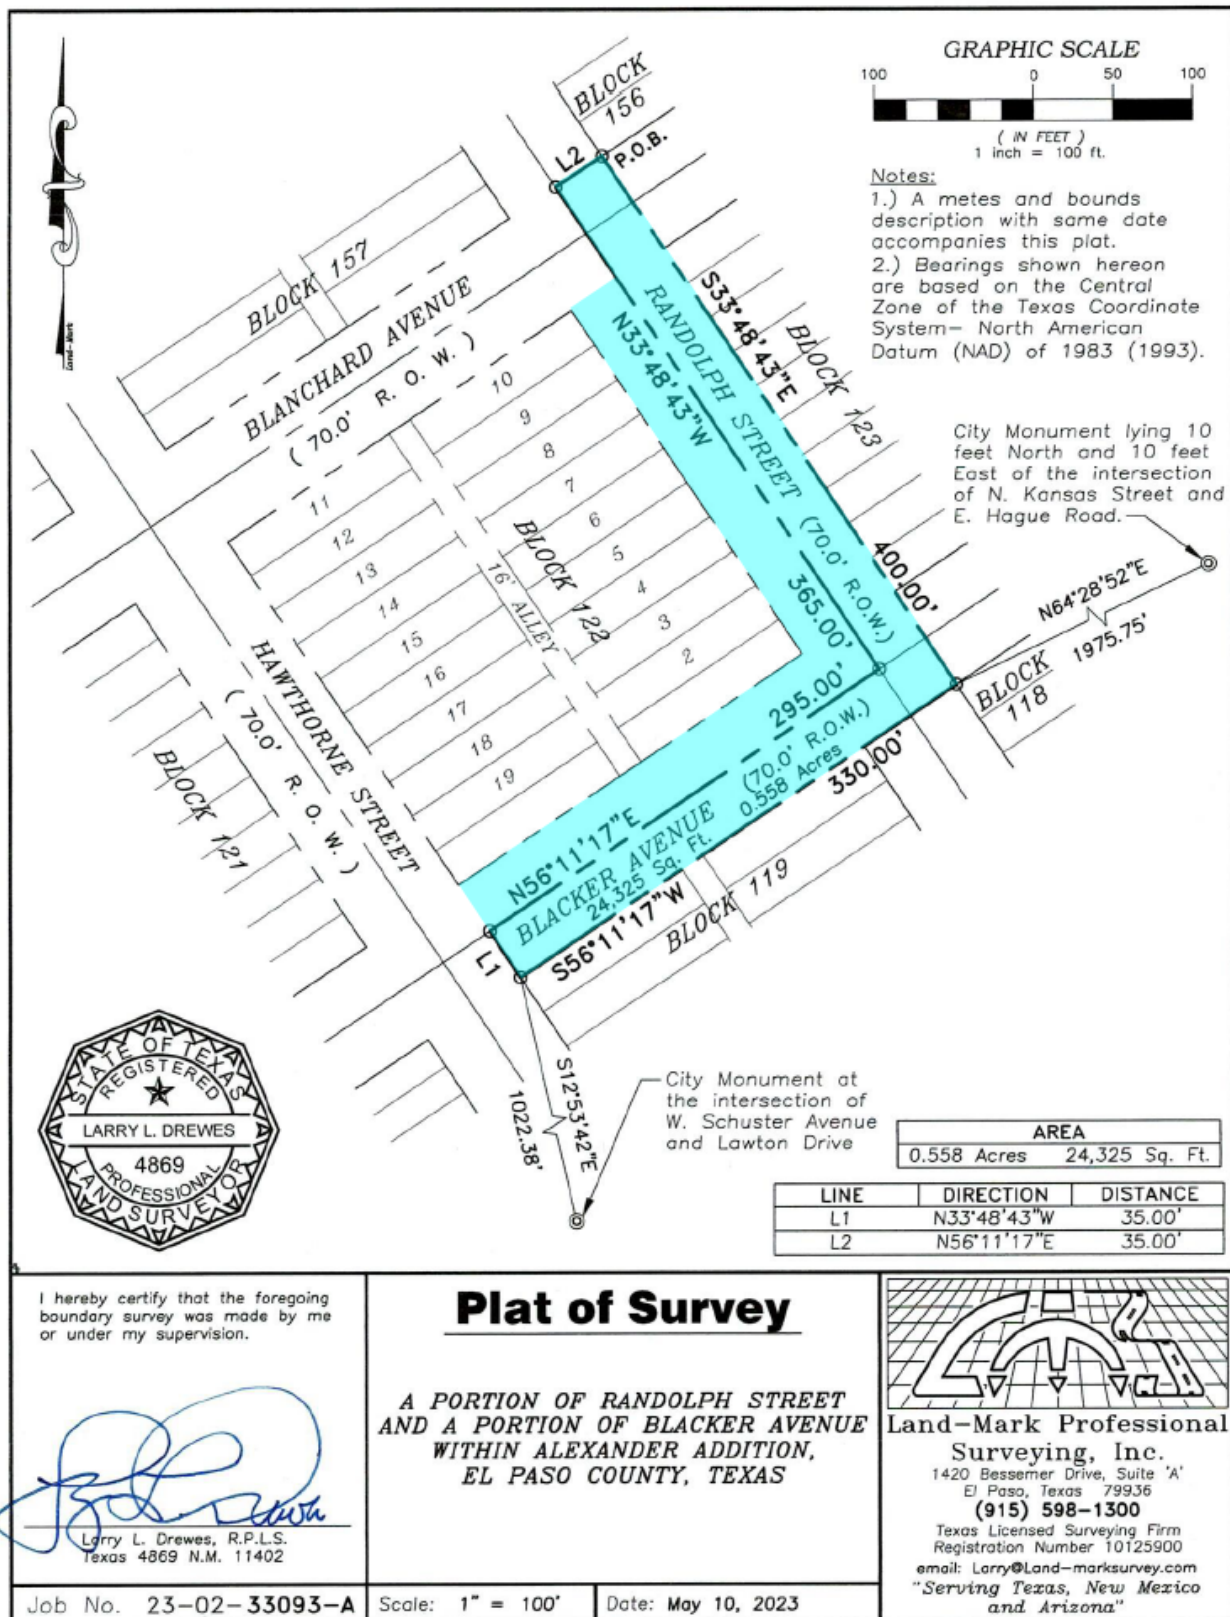 GRAPHIC SCALE
100 0 50 100
( IN FEET )
1 inch = 100 ft.
Notes:
1.) A metes and bounds
description with same date
accompanies this plat.
2.) Bearings shown hereon
are based on the Central
Zone of the Texas Coordinate
System- North American
Datum (NAD) of 1983 (1993).
City Monument lying 10
feet North and 10 feet
East of the intersection
of N. Kansas Street and
E. Hague Road.
Land-Mark
BLOCK
156
L2
P.O.B.
BLOCK 157
BLANCHARD AVENUE
( 70.0' R. O. W. )
RANDOLPH STREET (70.0' R.O.W.)
S33°48'43"E
400.00'
N33°48'43"W
365.00'
BLOCK 123
10
9
8
7
6
5
4
3
2
11
12
13
14
15
16
17
18
19
BLOCK 122
16' ALLEY
HAWTHORNE STREET
( 70.0' R. O. W. )
BLOCK 121
N64°28'52"E
1975.75'
BLOCK
118
295.00'
N56°11'17"E
BLACKER AVENUE (70.0' R.O.W.)
24,325 Sq. Ft. 0.558 Acres
S56°11'17"W
330.00'
BLOCK 119
L1
S12°53'42"E
1022.38'
City Monument at
the intersection of
W. Schuster Avenue
and Lawton Drive
STATE OF TEXAS
REGISTERED
LARRY L. DREWES
4869
PROFESSIONAL
LAND SURVEYOR
AREA
0.558 Acres 24,325 Sq. Ft.
LINE DIRECTION DISTANCE
L1 N33°48'43"W 35.00'
L2 N56°11'17"E 35.00'
I hereby certify that the foregoing
boundary survey was made by me
or under my supervision.
Larry L. Drewes, R.P.L.S.
Texas 4869 N.M. 11402
Job No. 23-02-33093-A
Plat of Survey
A PORTION OF RANDOLPH STREET
AND A PORTION OF BLACKER AVENUE
WITHIN ALEXANDER ADDITION,
EL PASO COUNTY, TEXAS
Scale: 1" = 100'
Date: May 10, 2023
Land-Mark Professional
Surveying, Inc.
1420 Bessemer Drive, Suite 'A'
El Paso, Texas 79936
(915) 598-1300
Texas Licensed Surveying Firm
Registration Number 10125900
email: Larry@Land-marksurvey.com
"Serving Texas, New Mexico
and Arizona"